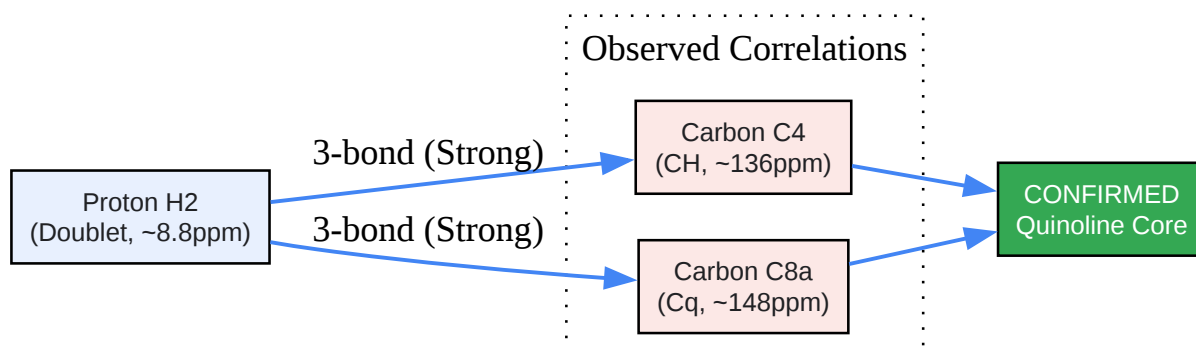 Observed Correlations
3-bond (Strong)
Carbon C4
(CH, ~136ppm)
Proton H2
(Doublet, ~8.8ppm)
CONFIRMED
Quinoline Core
3-bond (Strong)
Carbon C8a
(Cq, ~148ppm)